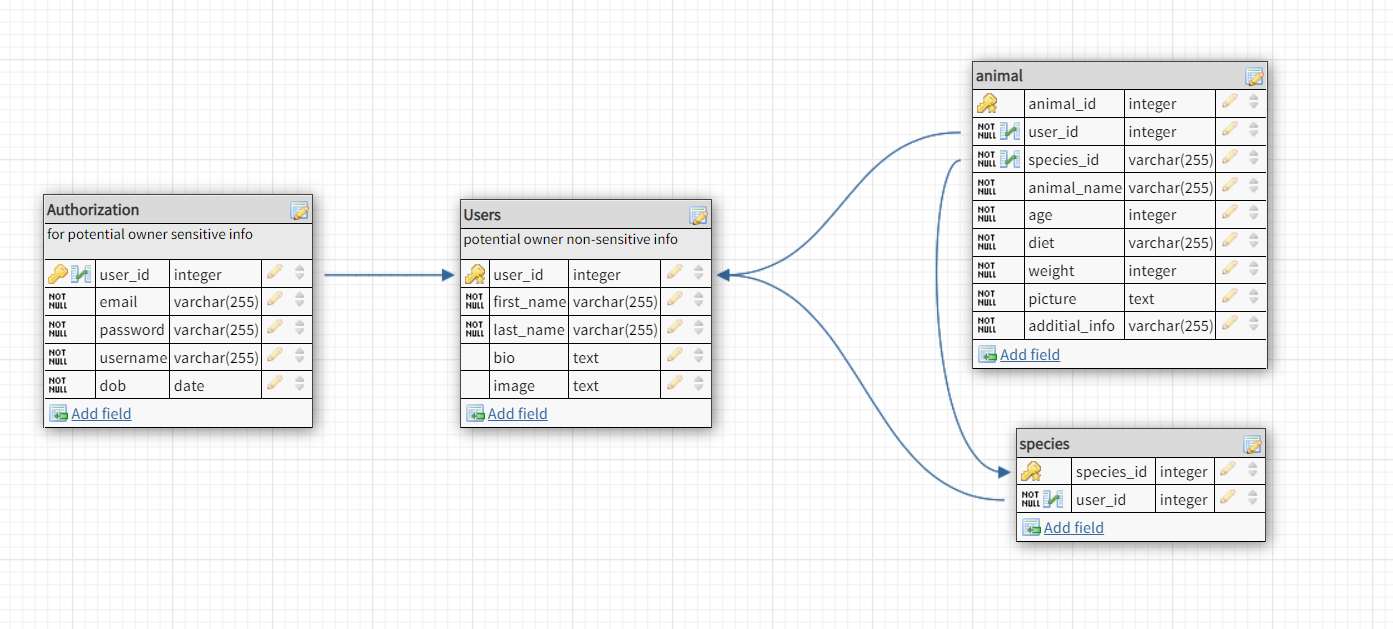 Authorization
for potential owner sensitive info
user_id integer
NOT NULL email varchar(255)
NOT NULL password varchar(255)
NOT NULL username varchar(255)
NOT NULL dob date
Add field
Users
potential owner non-sensitive info
user_id integer
NOT NULL first_name varchar(255)
NOT NULL last_name varchar(255)
bio text
image text
Add field
animal
animal_id integer
NOT NULL user_id integer
NOT NULL species_id varchar(255)
NOT NULL animal_name varchar(255)
NOT NULL age integer
NOT NULL diet varchar(255)
NOT NULL weight integer
NOT NULL picture text
NOT NULL additial_info varchar(255)
Add field
species
species_id integer
NOT NULL user_id integer
Add field